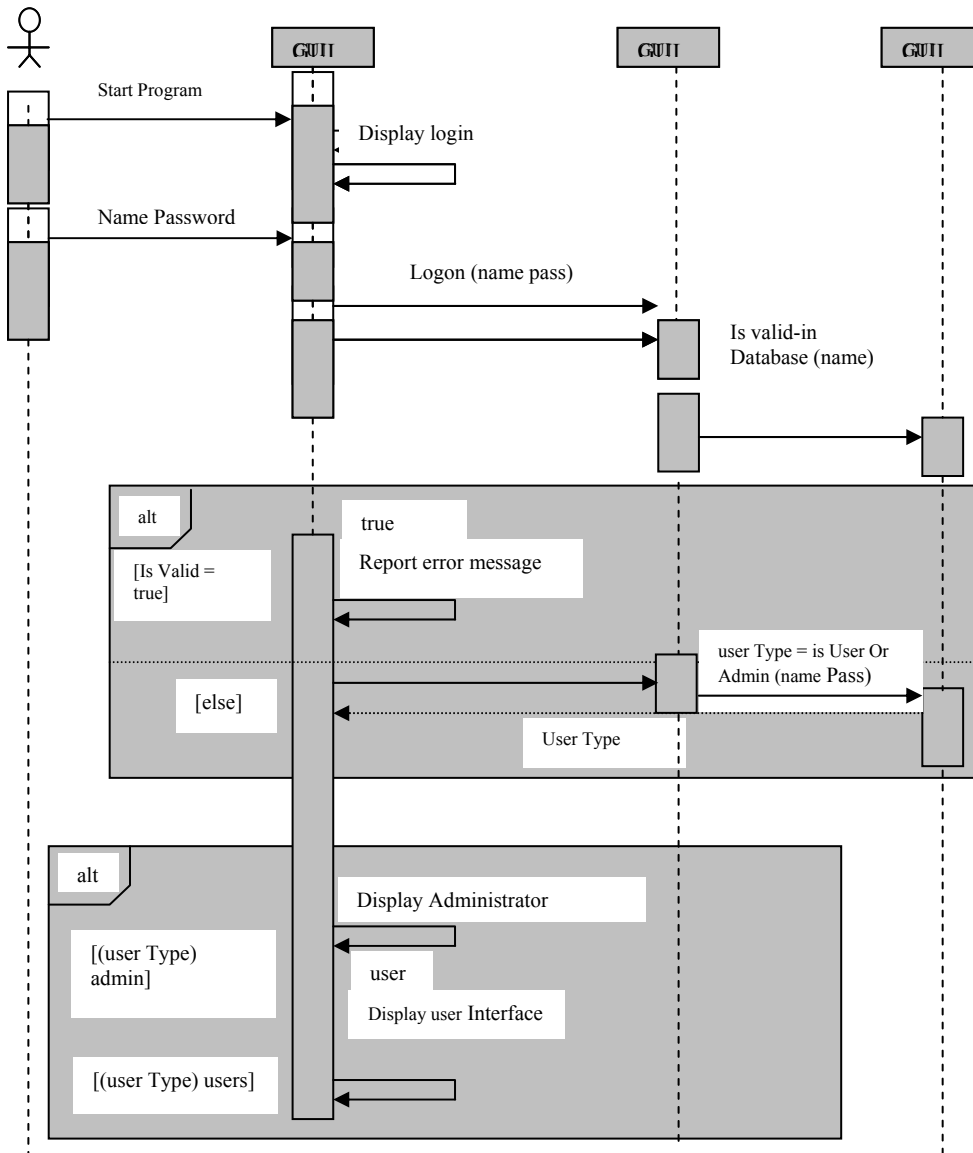 GUI GUI GUI
Start Program
Display login
Name Password
Logon (name pass)
Is valid-in
Database (name)
alt
true
Report error message
[Is Valid =
true]
user Type = is User Or
Admin (name Pass)
[else]
User Type
alt
Display Administrator
[(user Type)
admin]
user
Display user Interface
[(user Type) users]